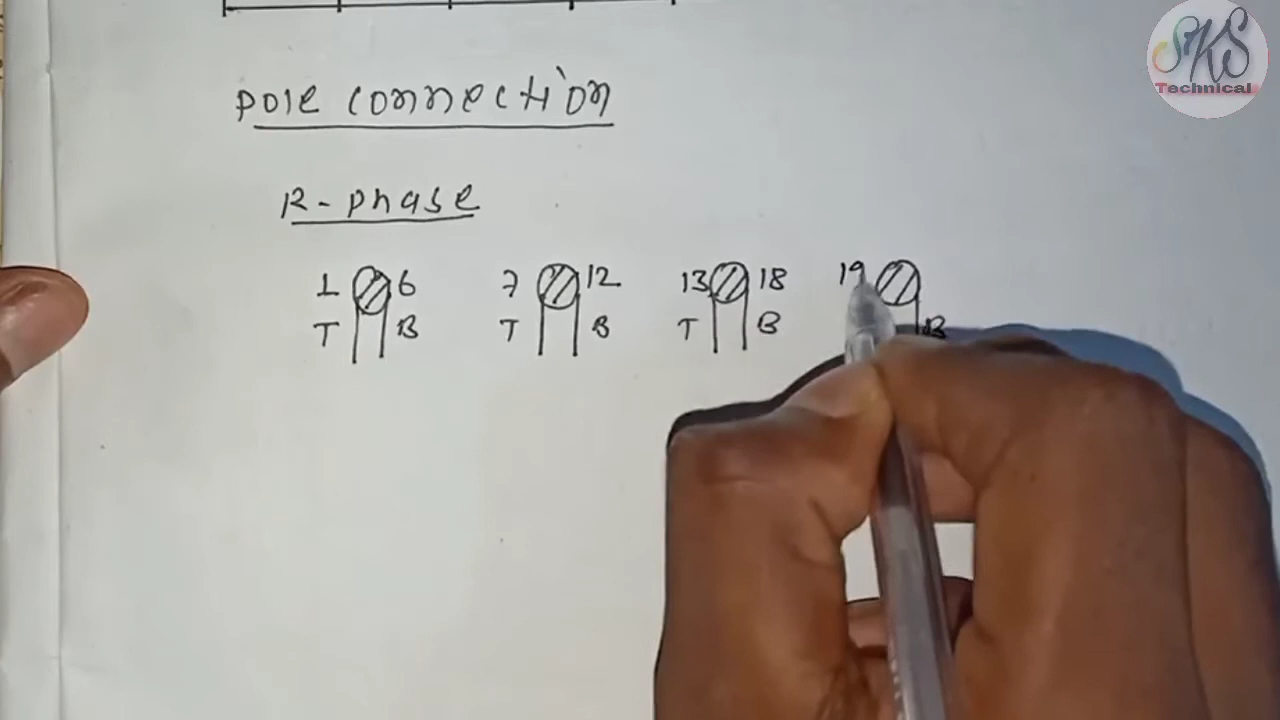 SKS
Technical
Pole connection
R-phase
1 6 7 12 13 18 19
T B T B T B B